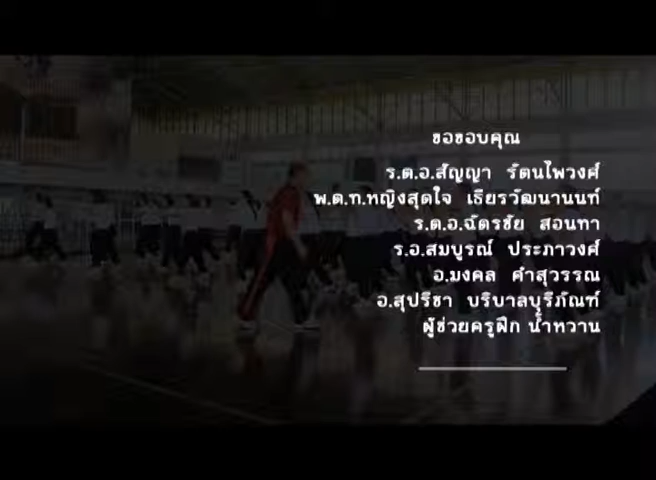 ขอขอบคุณ
ร.ต.อ.สัญญา รัตนไพวงศ์
พ.ต.ท.หญิงสุดใจ เธียรวัฒนานนท์
ร.ต.อ.ฉัตรชัย สอนทา
ร.อ.สมบูรณ์ ประภาวงศ์
อ.มงคล คำสุวรรณ
อ.สุปรีชา บริบาลบุรีภัณฑ์
ผู้ช่วยครูฝึก น้ำหวาน